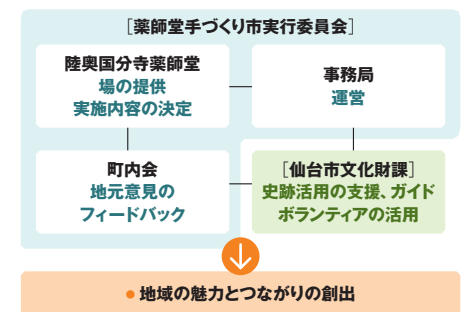 ［薬師堂手づくり市実行委員会］
陸奥国分寺薬師堂
場の提供
実施内容の決定
事務局
運営
町内会
地元意見の
フィードバック
［仙台市文化財課］
史跡活用の支援、ガイド
ボランティアの活用
● 地域の魅力とつながりの創出